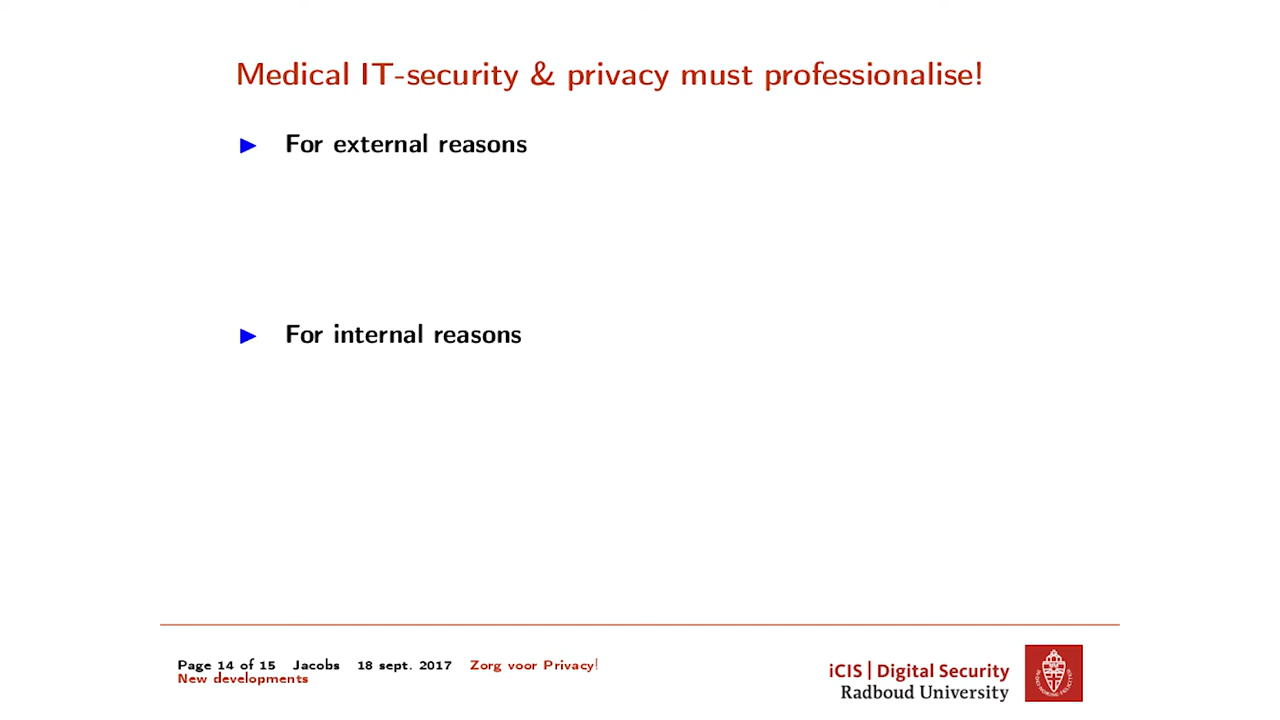 Medical IT-security & privacy must professionalise!
For external reasons
For internal reasons
Page 14 of 15 Jacobs 18 sept. 2017 Zorg voor Privacy!
New developments
iCIS | Digital Security
Radboud University